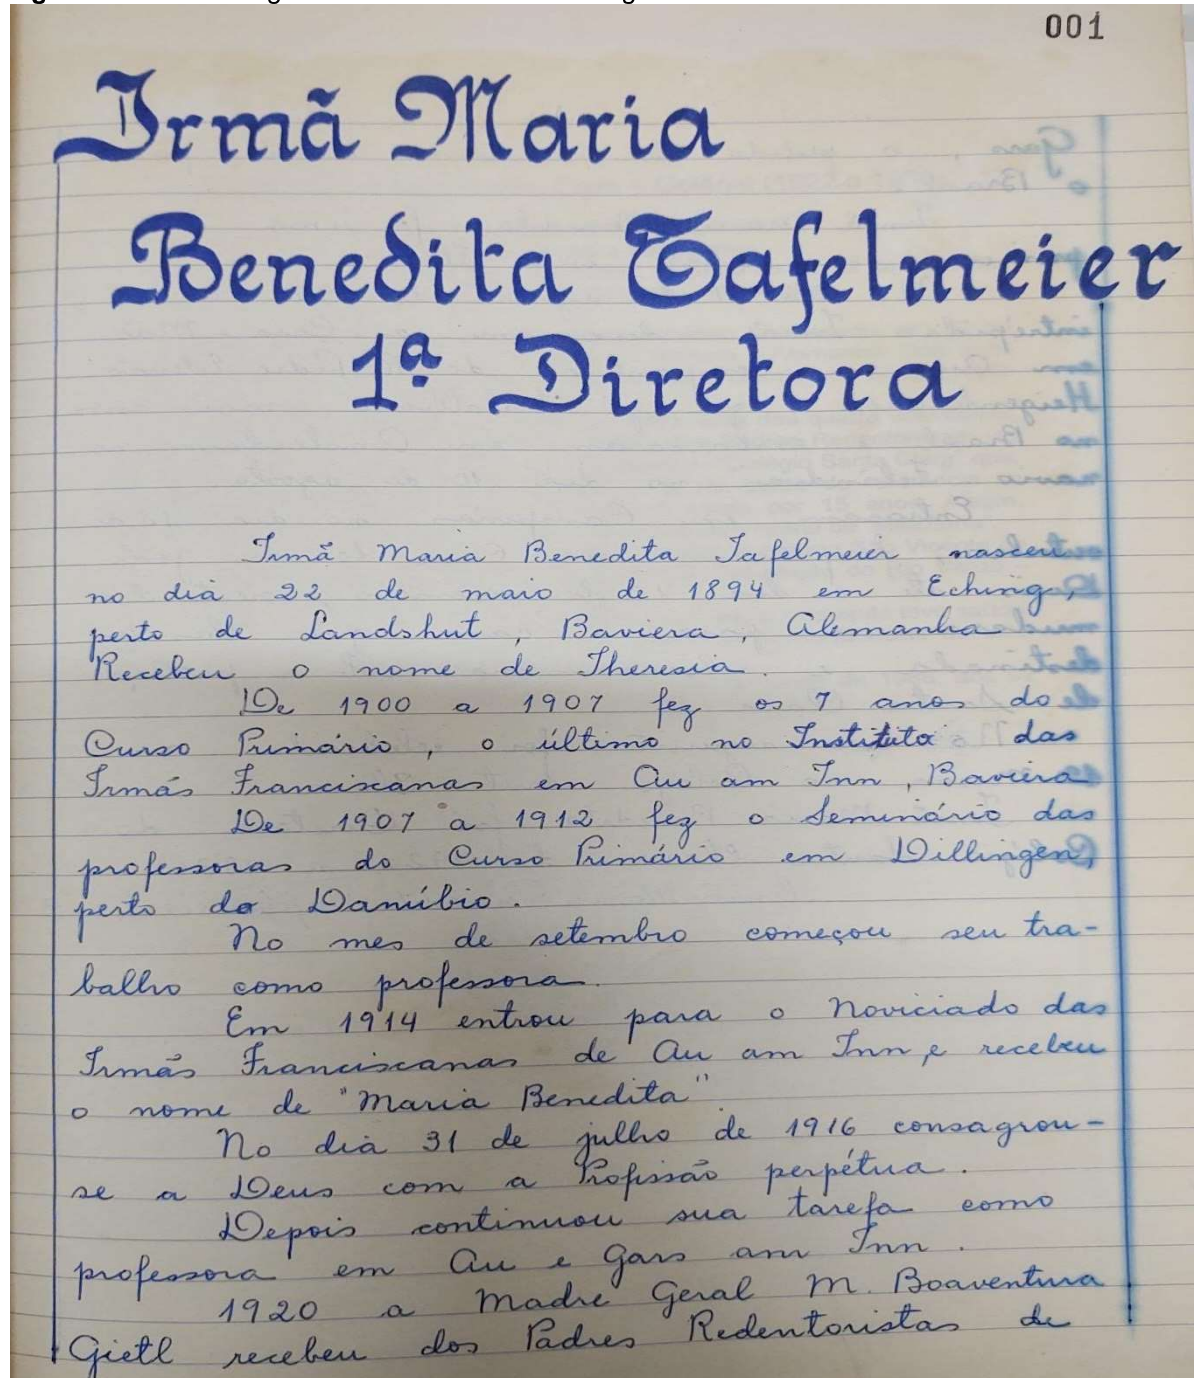 001
Irmã Maria
Benedita Tafelmeier
1ª Diretora
Irmã Maria Benedita Tafelmeier nasceu
no dia 22 de maio de 1894 em Eching,
perto de Landshut, Baviera, Alemanha
Recebeu o nome de Theresia.
De 1900 a 1907 fez os 7 anos do
Curso Primário, o último no Instituto das
Irmãs Franciscanas em Au am Inn, Baviera
De 1907 a 1912 fez o Seminário das
professoras do Curso Primário em Dillingen,
perto do Danúbio.
No mes de setembro começou seu tra-
balho como professora.
Em 1914 entrou para o Noviciado das
Irmãs Franciscanas de Au am Inn, e recebeu
o nome de "Maria Benedita"
No dia 31 de julho de 1916 consagrou-
se a Deus com a Profissão perpétua.
Depois continuou sua tarefa como
professora em Au e Gars am Inn.
1920 a Madre Geral M. Boaventura
Gietl recebeu dos Padres Redentoristas de